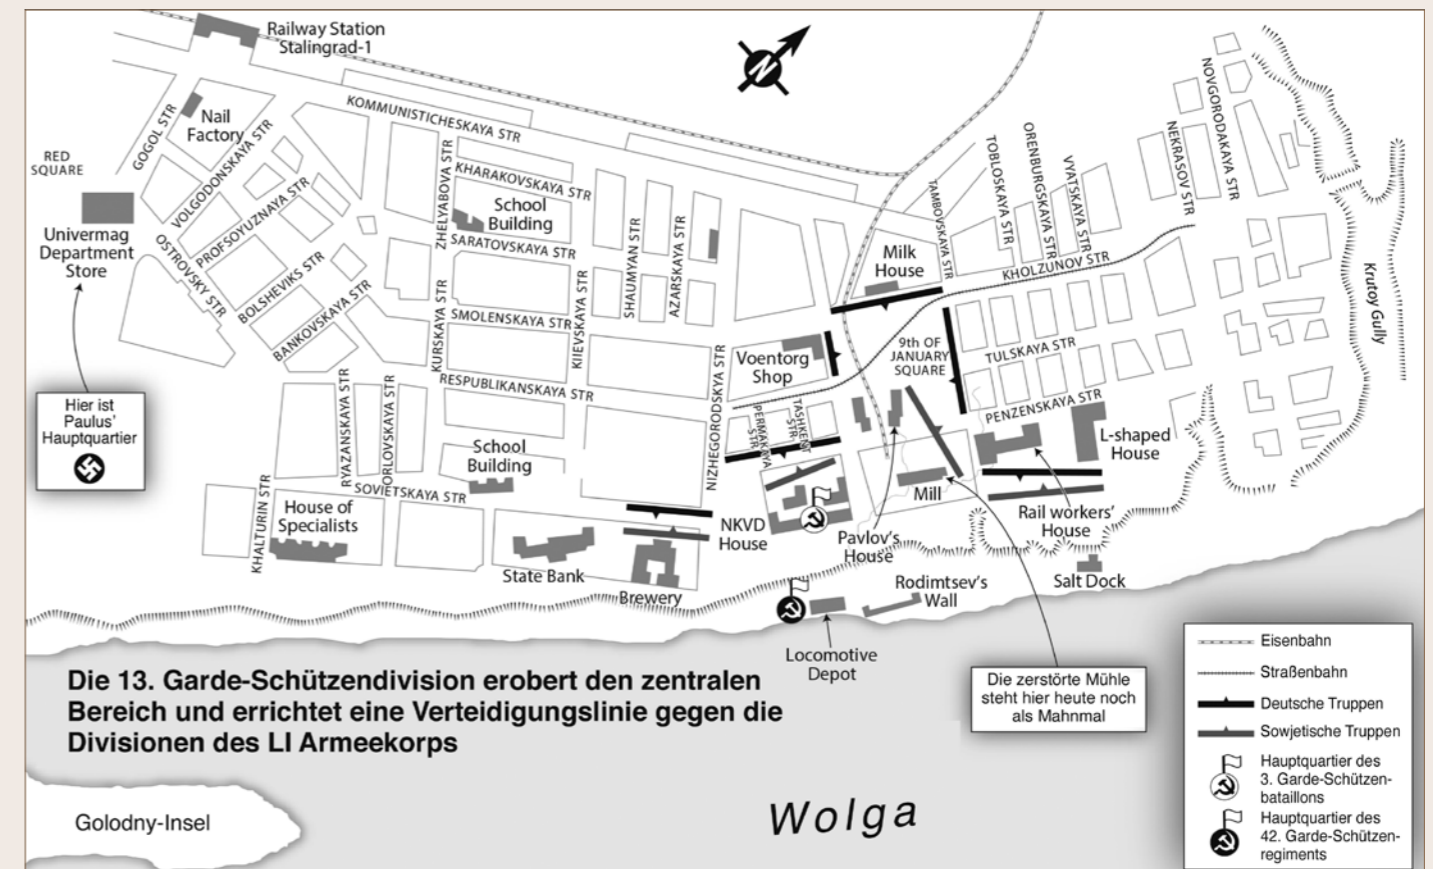 Railway Station
Stalingrad-1
N
Nail
Factory
GOGOL STR
RED
SQUARE
Univermag
Department
Store
VOLGODONSKAYA STR
PROFSOYUZNAYA STR
OSTROVSKY STR
BOLSHEVIKS STR
BANKOVSKAYA STR
KOMMUNISTICHESKAYA STR
ZHELYABOVA STR
KHARAKOVSKAYA STR
School
Building
SARATOVSKAYA STR
SMOLENSKAYA STR
KURSKAYA STR
KIIEVSKAYA STR
SHAUMYAN STR
AZARSKAYA STR
RESPUBLIKANSKAYA STR
NIZHEGORODSKYA STR
TAMBOVSKAYA STR
TOBLOSKAYA STR
ORENBURGSKAYA STR
VYATSKAYA STR
NEKRASOV STR
NOVGORODAKAYA STR
Krutoy Gully
Milk
House
KHOLZUNOV STR
9th OF
JANUARY
SQUARE
TULSKAYA STR
PENZENSKAYA STR
Voentorg
Shop
PERMAKAYA
STR
TASHKENT
STR
Hier ist
Paulus’
Hauptquartier
RYAZANSKAYA STR
ORLOVSKAYA STR
School
Building
SOVIETSKAYA STR
KHALTURIN STR
House of
Specialists
State Bank
Brewery
NKVD
House
Pavlov’s
House
Mill
L-shaped
House
Rail workers’
House
Salt Dock
Rodimtsev’s
Wall
Locomotive
Depot
Die zerstörte Mühle
steht hier heute noch
als Mahnmal
Die 13. Garde-Schützendivision erobert den zentralen
Bereich und errichtet eine Verteidigungslinie gegen die
Divisionen des LI Armeekorps
Golodny-Insel
Wolga
Eisenbahn
Straßenbahn
Deutsche Truppen
Sowjetische Truppen
Hauptquartier des
3. Garde-Schützen-
bataillons
Hauptquartier des
42. Garde-Schützen-
regiments